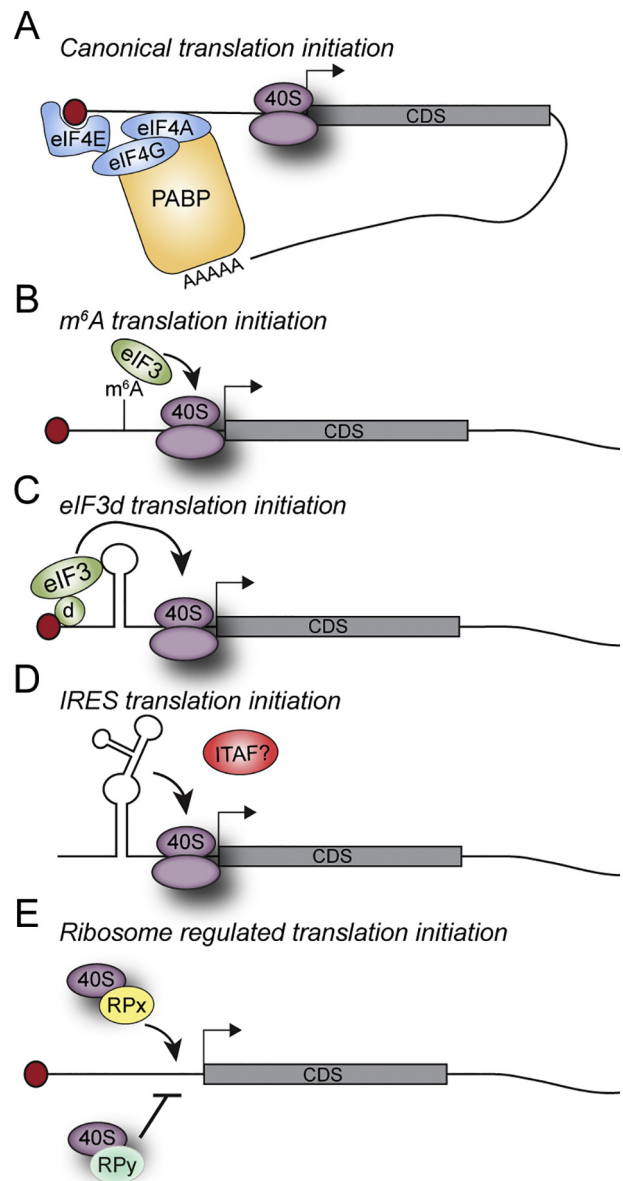 A
Canonical translation initiation
40S
CDS
eIF4E
eIF4A
eIF4G
PABP
AAAAA
B
m⁶A translation initiation
eIF3
m⁶A
40S
CDS
C
eIF3d translation initiation
eIF3
d
40S
CDS
D
IRES translation initiation
ITAF?
40S
CDS
E
Ribosome regulated translation initiation
40S
RPx
CDS
40S
RPy